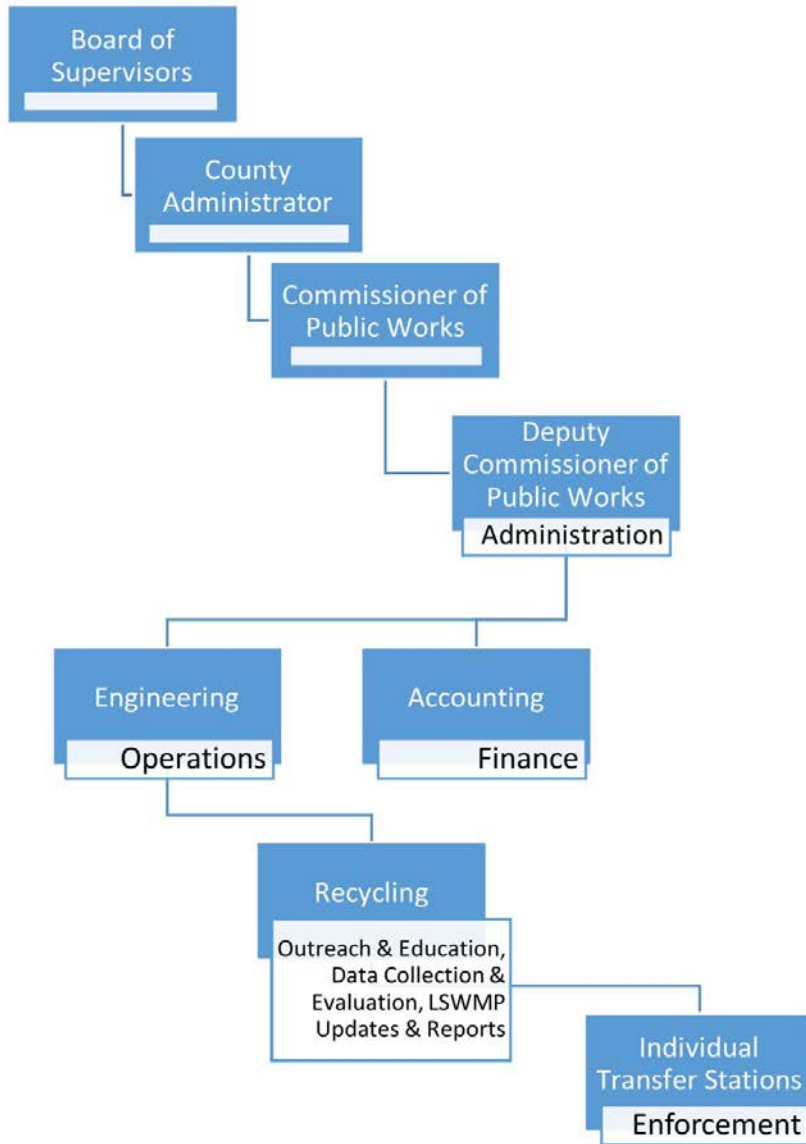 Board of
Supervisors
County
Administrator
Commissioner of
Public Works
Deputy
Commissioner of
Public Works
Administration
Engineering
Operations
Accounting
Finance
Recycling
Outreach & Education,
Data Collection &
Evaluation, LSWMP
Updates & Reports
Individual
Transfer Stations
Enforcement